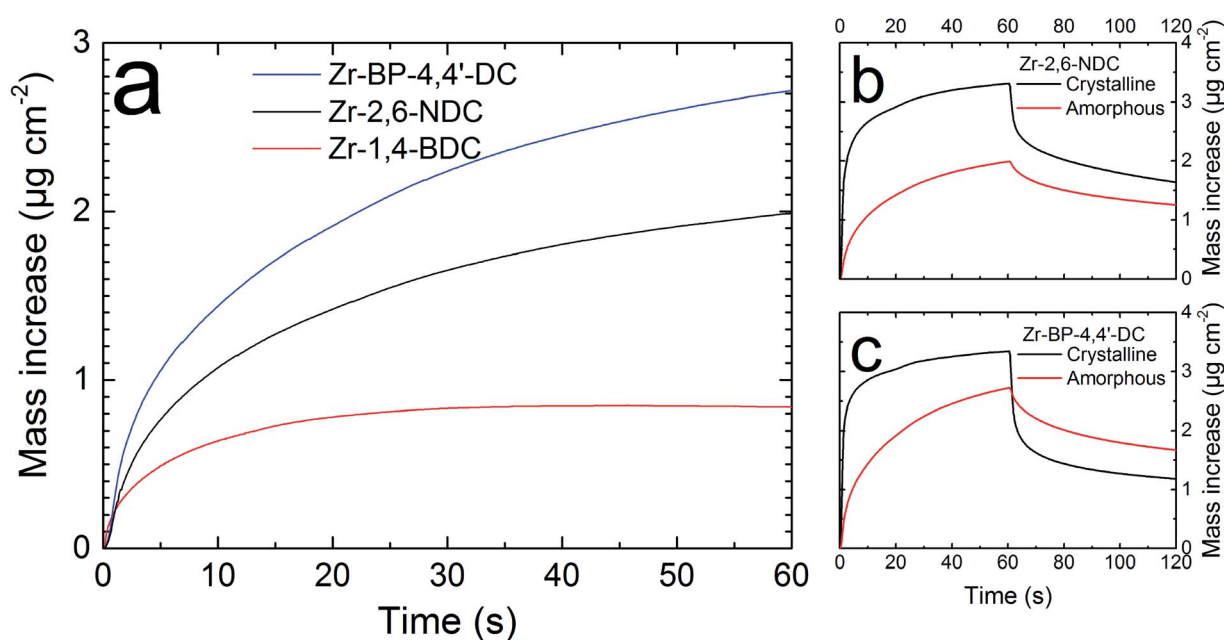 a
Zr-BP-4,4'-DC
Zr-2,6-NDC
Zr-1,4-BDC
3
2
1
0
Mass increase (µg cm⁻²)
0 10 20 30 40 50 60
Time (s)
0 20 40 60 80 100 120
b
Zr-2,6-NDC
Crystalline
Amorphous
4
3
2
1
0
Mass increase (µg cm⁻²)
c
Zr-BP-4,4'-DC
Crystalline
Amorphous
4
3
2
1
0
Mass increase (µg cm⁻²)
0 20 40 60 80 100 120
Time (s)